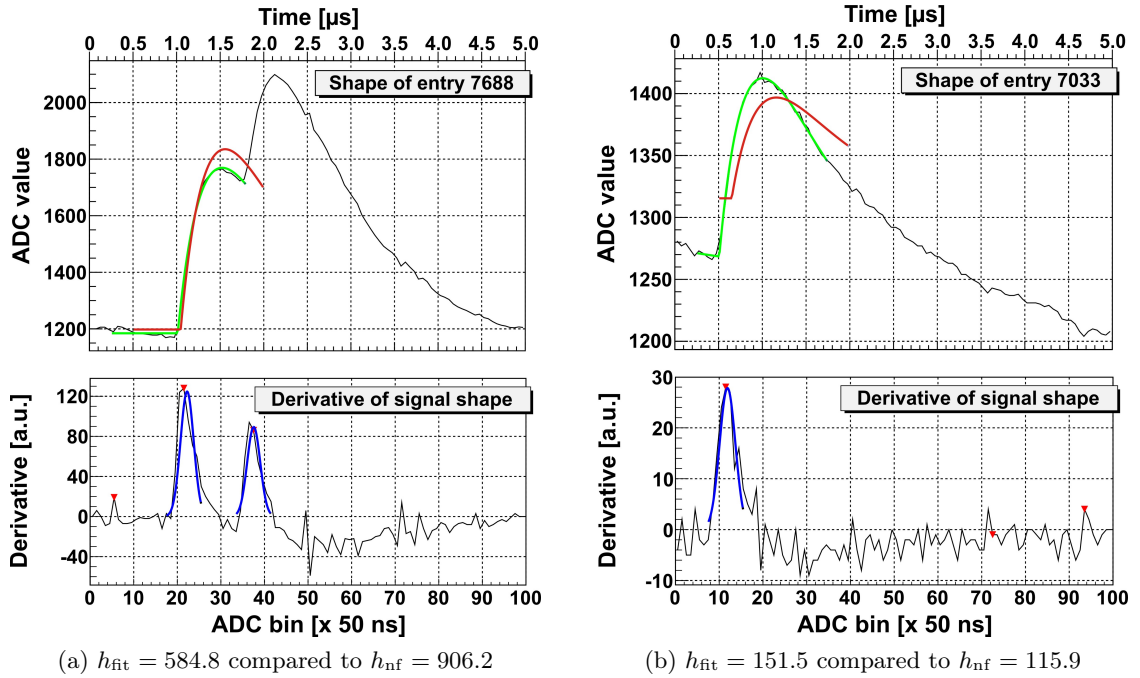 Time [µs]
0 0.5 1.0 1.5 2.0 2.5 3.0 3.5 4.0 4.5 5.0
Shape of entry 7688
ADC value
2000
1800
1600
1400
1200
Derivative of signal shape
Derivative [a.u.]
120
80
40
0
-40
0 10 20 30 40 50 60 70 80 90 100
ADC bin [x 50 ns]
(a) hfit = 584.8 compared to hnf = 906.2
Time [µs]
0 0.5 1.0 1.5 2.0 2.5 3.0 3.5 4.0 4.5 5.0
Shape of entry 7033
ADC value
1400
1350
1300
1250
1200
Derivative of signal shape
Derivative [a.u.]
30
20
10
0
-10
0 10 20 30 40 50 60 70 80 90 100
ADC bin [x 50 ns]
(b) hfit = 151.5 compared to hnf = 115.9